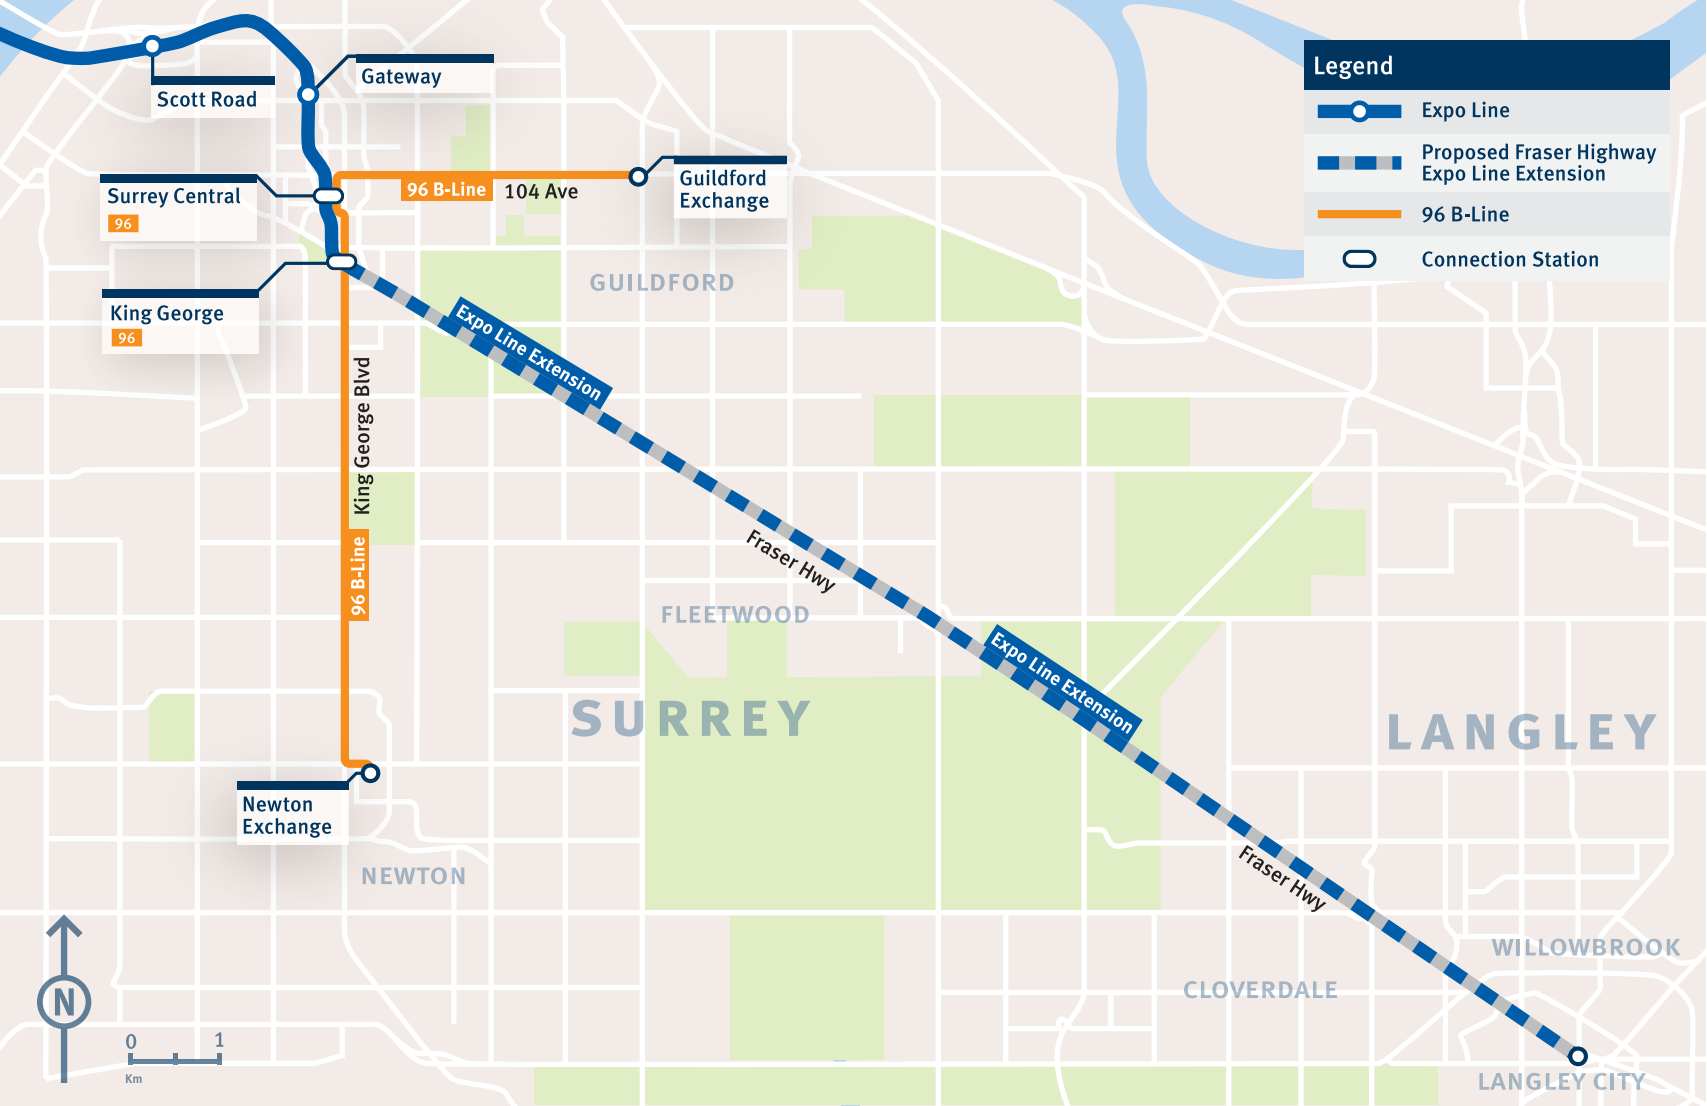 Legend
Expo Line
Proposed Fraser Highway
Expo Line Extension
96 B-Line
Connection Station
Scott Road
Gateway
Surrey Central
96
King George
96
96 B-Line
104 Ave
Guildford
Exchange
GUILDFORD
Expo Line Extension
King George Blvd
96 B-Line
Fraser Hwy
FLEETWOOD
Expo Line Extension
SURREY
LANGLEY
Newton
Exchange
NEWTON
Fraser Hwy
WILLOWBROOK
CLOVERDALE
LANGLEY CITY
N
0 1
Km